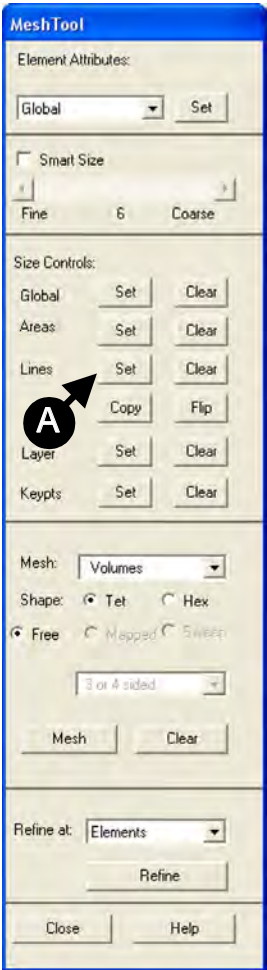 MeshTool
Element Attributes:
Global Set
Smart Size
Fine 6 Coarse
Size Controls:
Global Set Clear
Areas Set Clear
Lines Set Clear
Copy Flip
A
Layer Set Clear
Keypts Set Clear
Mesh: Volumes
Shape: Tet Hex
Free Mapped Sweep
3 or 4 sided
Mesh Clear
Refine at: Elements
Refine
Close Help